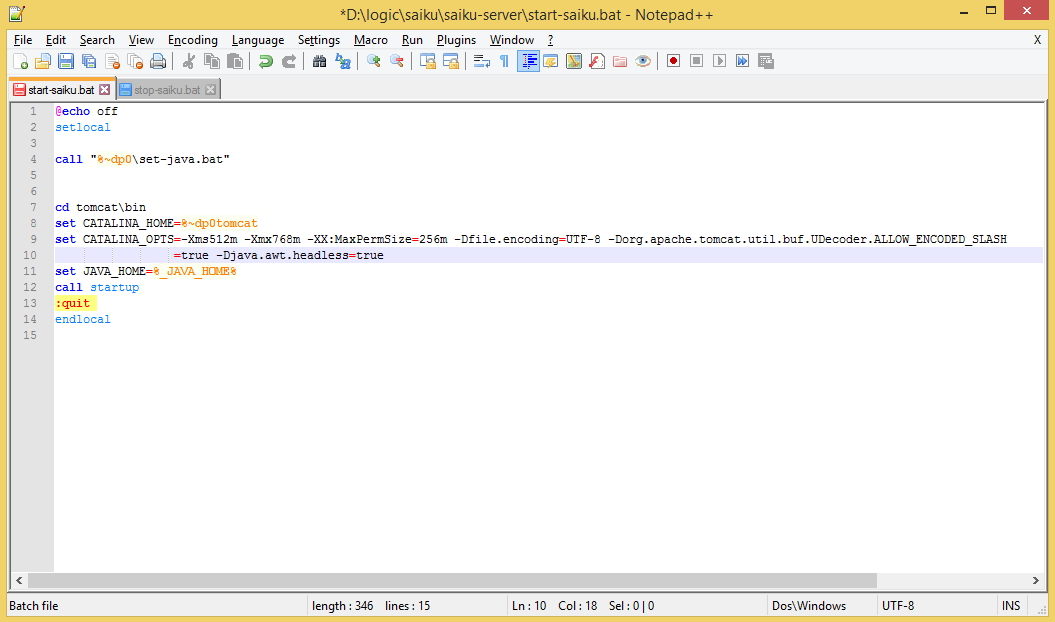 *D:\logic\saiku\saiku-server\start-saiku.bat - Notepad++
File Edit Search View Encoding Language Settings Macro Run Plugins Window ? X
start-saiku.bat stop-saiku.bat
1 @echo off
2 setlocal
3
4 call "%~dp0\set-java.bat"
5
6
7 cd tomcat\bin
8 set CATALINA_HOME=%~dp0tomcat
9 set CATALINA_OPTS=-Xms512m -Xmx768m -XX:MaxPermSize=256m -Dfile.encoding=UTF-8 -Dorg.apache.tomcat.util.buf.UDecoder.ALLOW_ENCODED_SLASH
10 =true -Djava.awt.headless=true
11 set JAVA_HOME=%_JAVA_HOME%
12 call startup
13 :quit
14 endlocal
15
Batch file length : 346 lines : 15 Ln : 10 Col : 18 Sel : 0 | 0 Dos\Windows UTF-8 INS